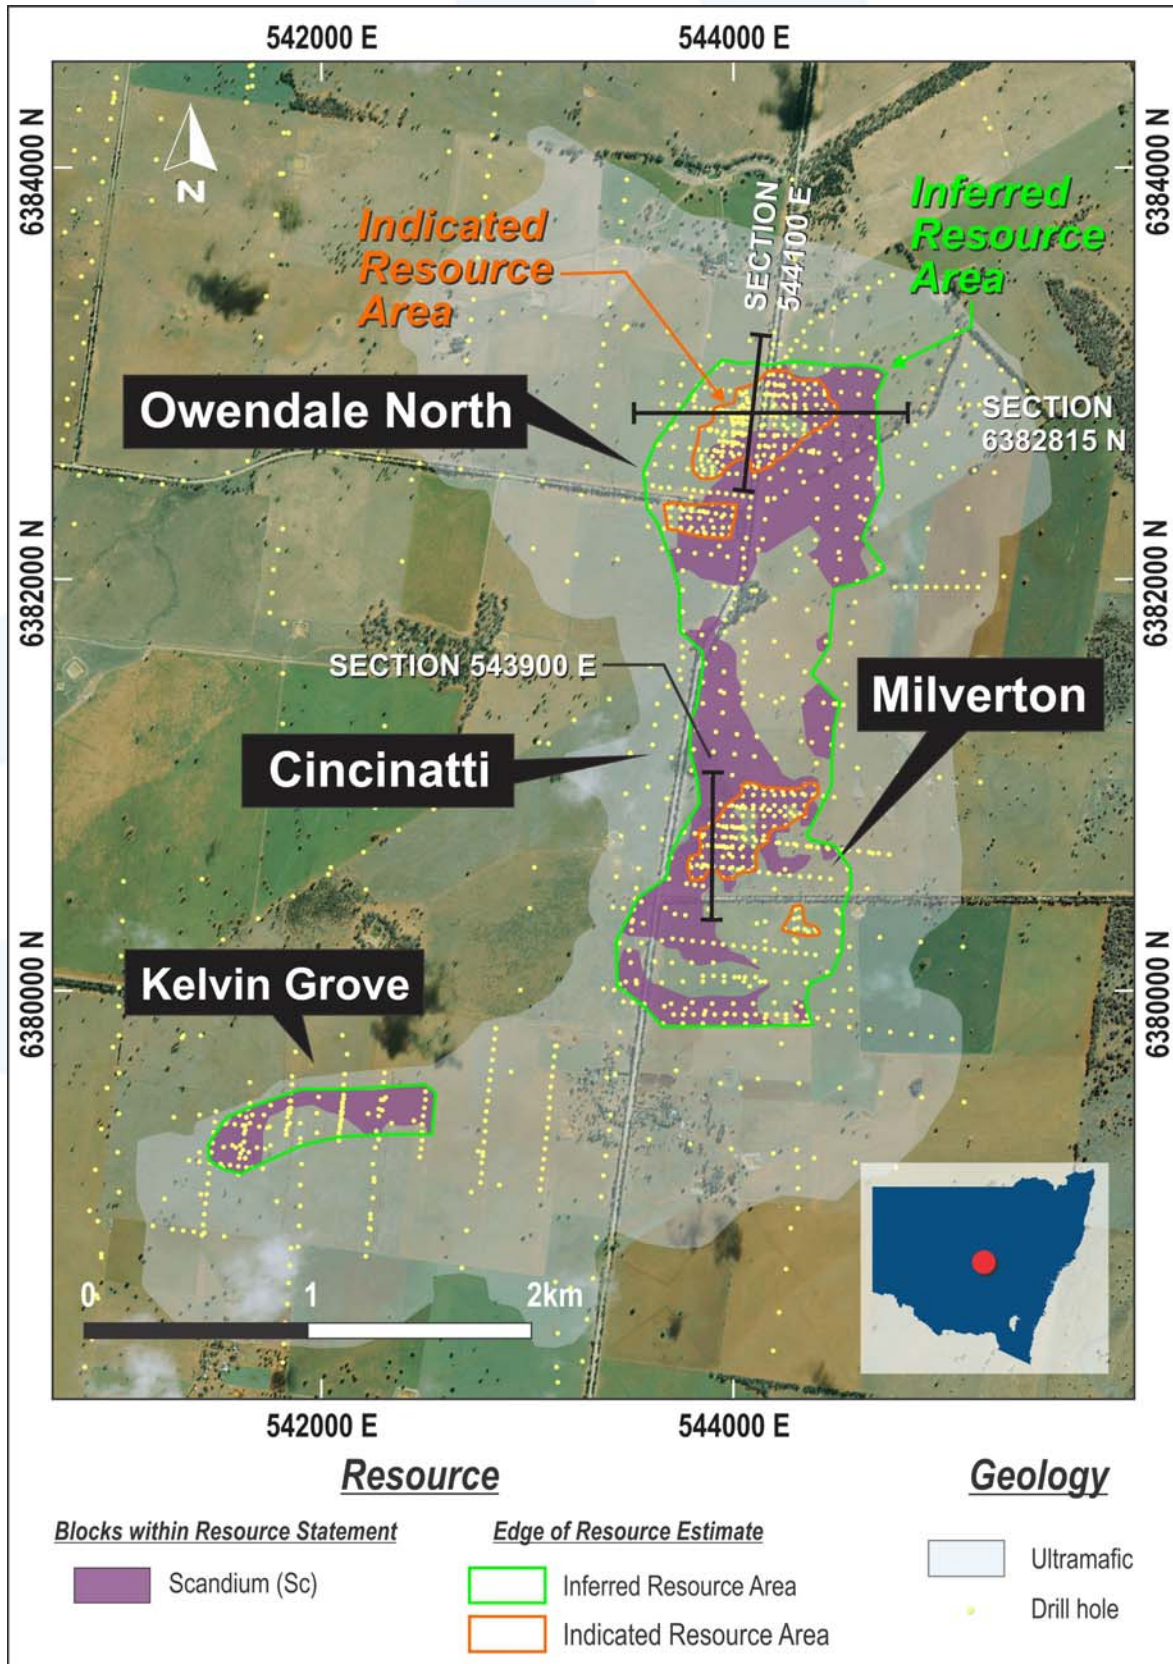 542000 E
544000 E
6384000 N
6384000 N
N
Indicated
Resource
Area
SECTION
544100 E
Inferred
Resource
Area
Owendale North
SECTION
6382815 N
6382000 N
6382000 N
SECTION 543900 E
Milverton
Cincinatti
Kelvin Grove
6380000 N
6380000 N
0
1
2km
542000 E
544000 E
Resource
Geology
Blocks within Resource Statement
Edge of Resource Estimate
Scandium (Sc)
Inferred Resource Area
Indicated Resource Area
Ultramafic
Drill hole